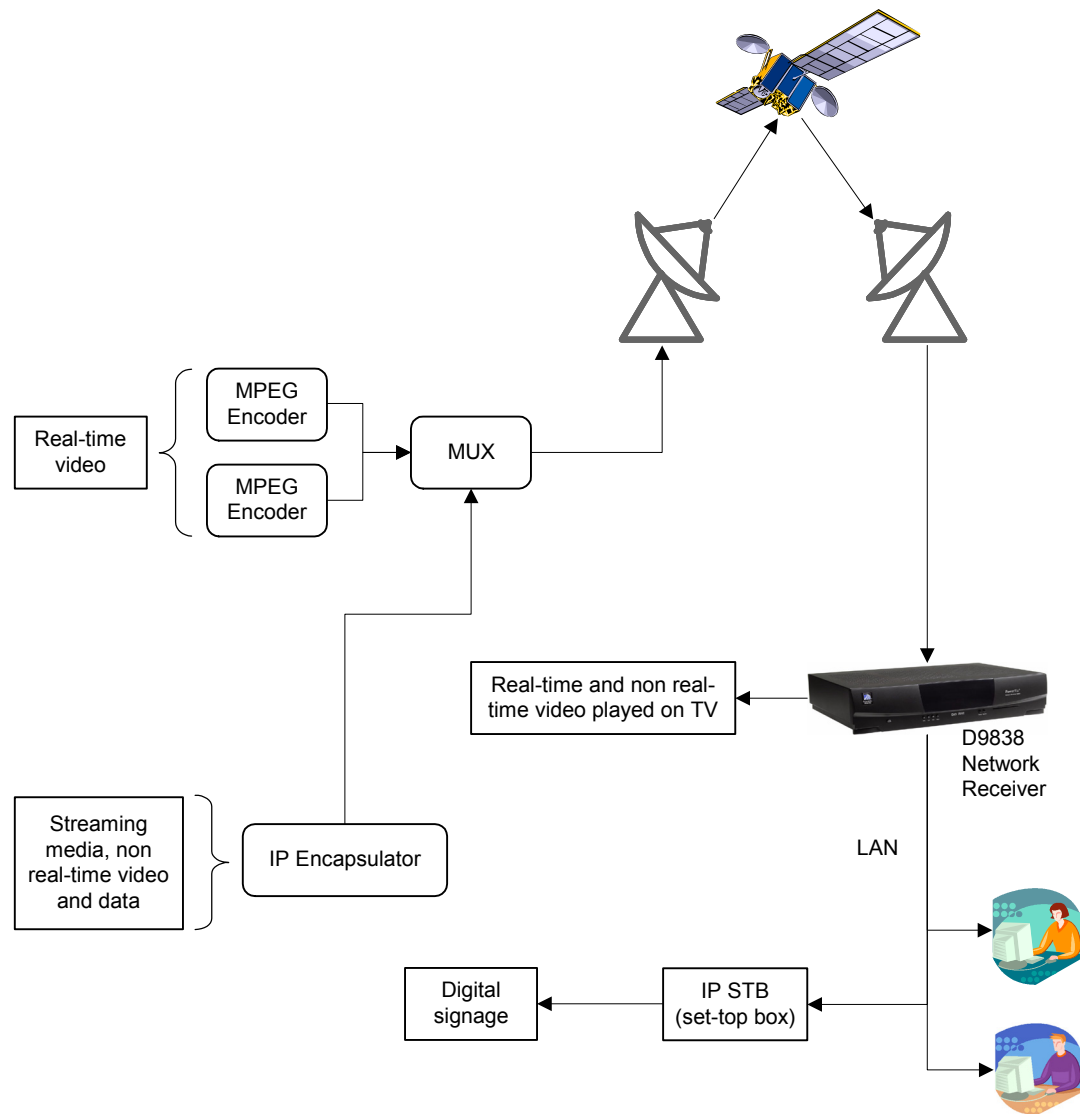 MPEG
Encoder
Real-time
video
MUX
MPEG
Encoder
Real-time and non real-
time video played on TV
D9838
Network
Receiver
Streaming
media, non
real-time video
and data
IP Encapsulator
LAN
Digital
signage
IP STB
(set-top box)